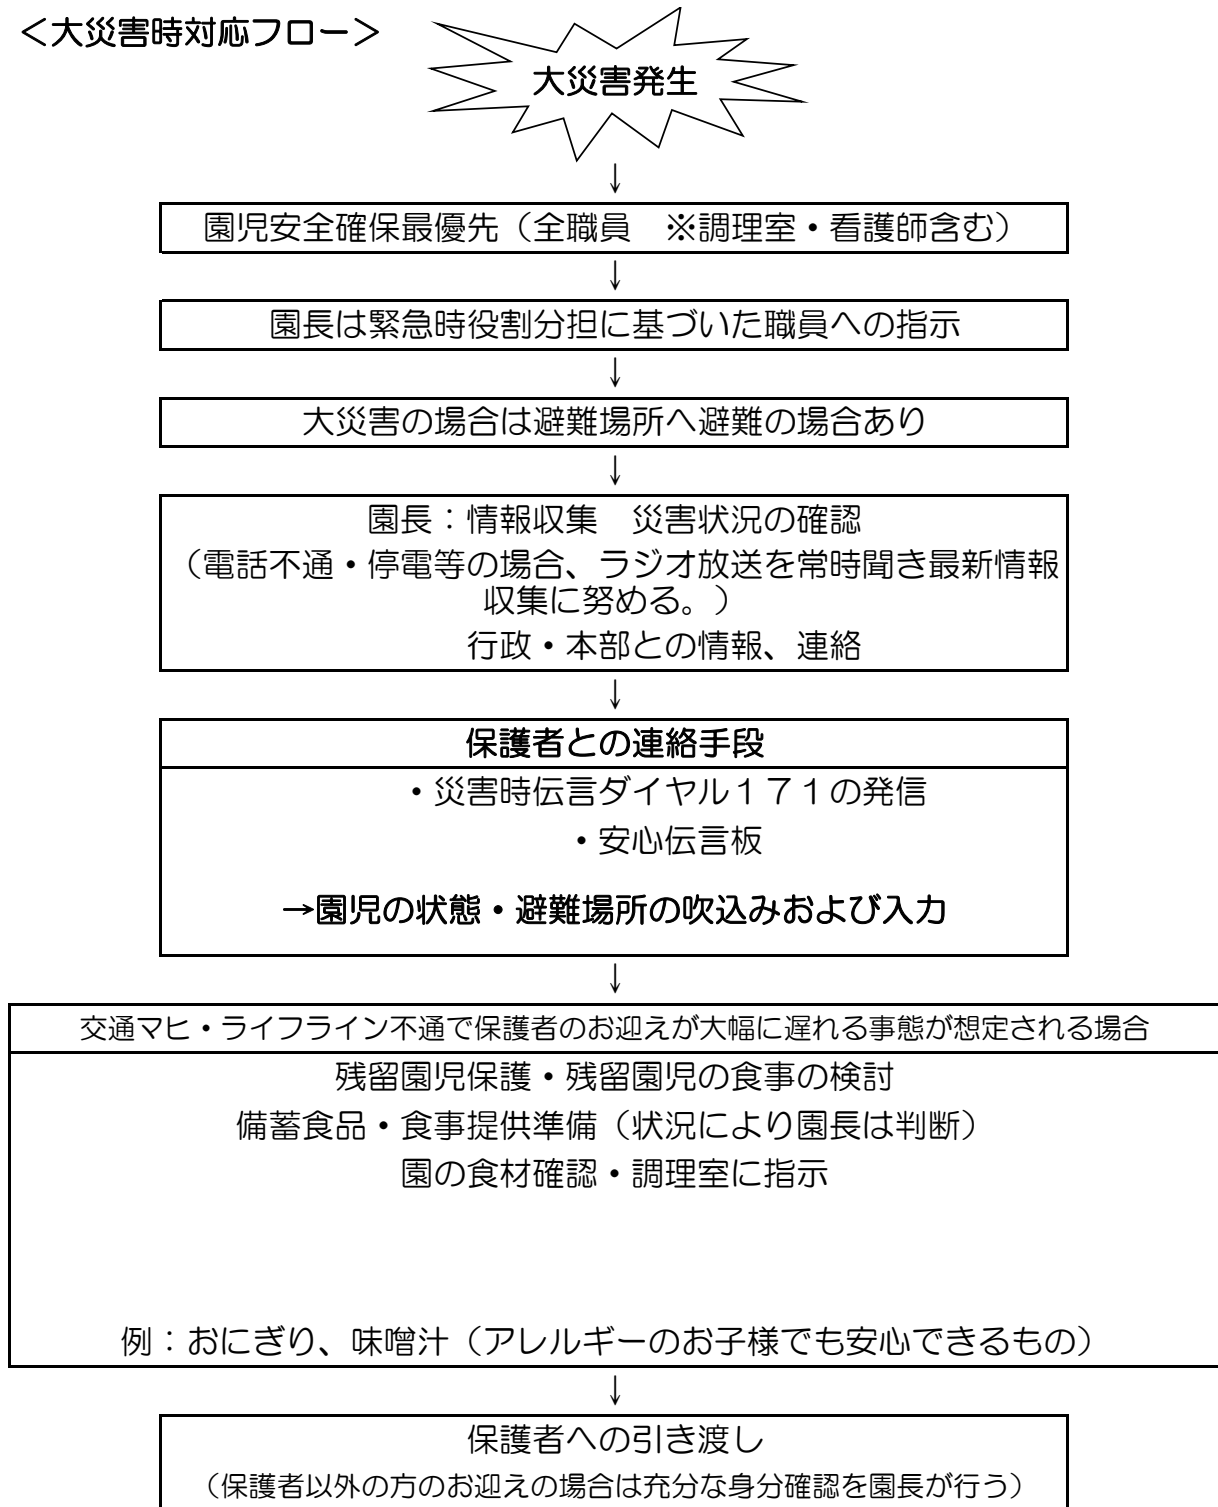 ＜大災害時対応フロー＞
大災害発生
↓
園児安全確保最優先（全職員　※調理室・看護師含む）
↓
園長は緊急時役割分担に基づいた職員への指示
↓
大災害の場合は避難場所へ避難の場合あり
↓
園長：情報収集　災害状況の確認
（電話不通・停電等の場合、ラジオ放送を常時聞き最新情報
収集に努める。）
行政・本部との情報、連絡
↓
保護者との連絡手段
・災害時伝言ダイヤル１７１の発信
・安心伝言板
→園児の状態・避難場所の吹込みおよび入力
↓
交通マヒ・ライフライン不通で保護者のお迎えが大幅に遅れる事態が想定される場合
残留園児保護・残留園児の食事の検討
備蓄食品・食事提供準備（状況により園長は判断）
園の食材確認・調理室に指示
例：おにぎり、味噌汁（アレルギーのお子様でも安心できるもの）
↓
保護者への引き渡し
（保護者以外の方のお迎えの場合は充分な身分確認を園長が行う）